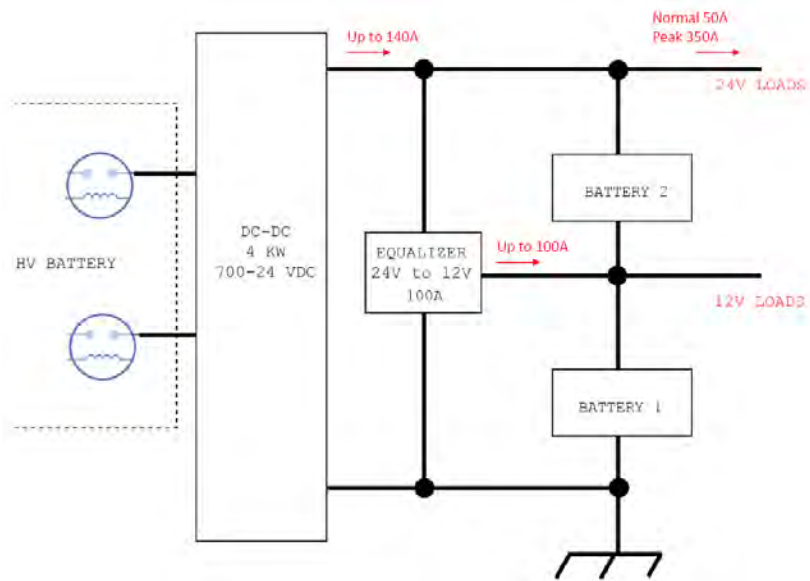 Up to 140A
Normal 50A
Peak 350A
24V LOADS
HV BATTERY
DC-DC
4 KW
700-24 VDC
BATTERY 2
EQUALIZER
24V to 12V
100A
Up to 100A
12V LOADS
BATTERY 1